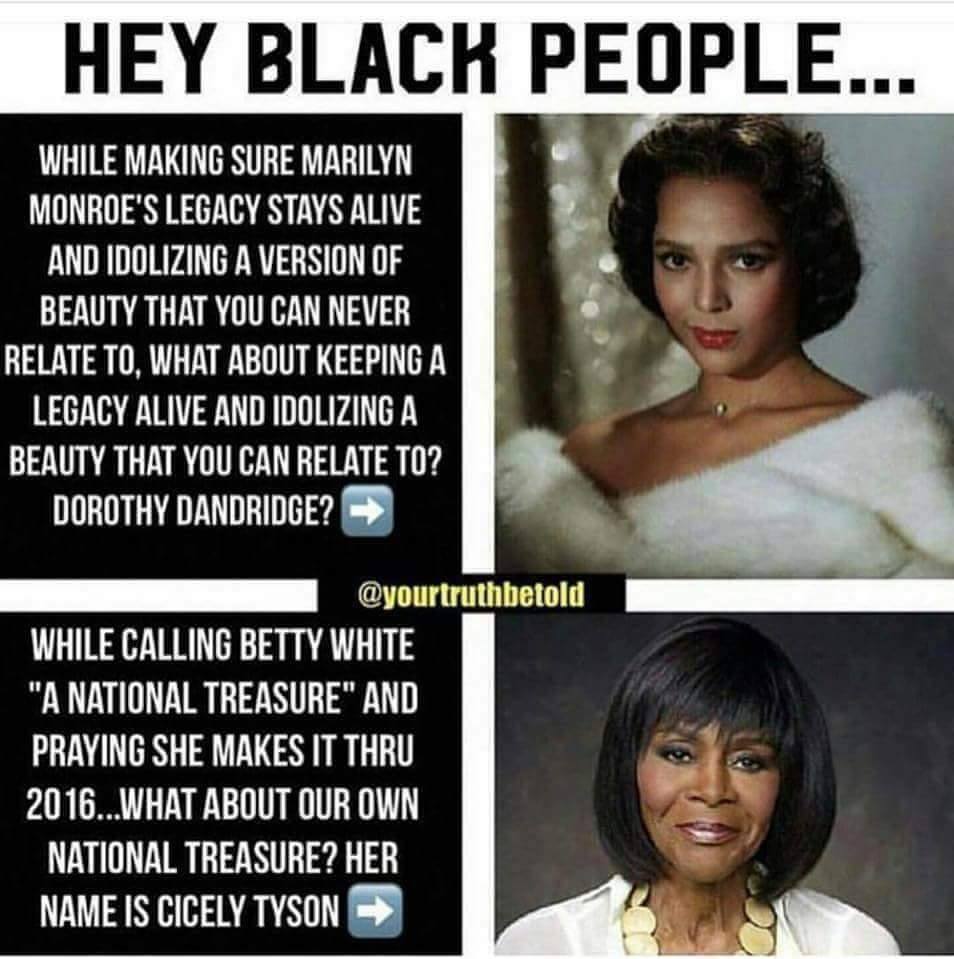 HEY BLACK PEOPLE...
WHILE MAKING SURE MARILYN
MONROE'S LEGACY STAYS ALIVE
AND IDOLIZING A VERSION OF
BEAUTY THAT YOU CAN NEVER
RELATE TO, WHAT ABOUT KEEPING A
LEGACY ALIVE AND IDOLIZING A
BEAUTY THAT YOU CAN RELATE TO?
DOROTHY DANDRIDGE? ➡
@yourtruthbetold
WHILE CALLING BETTY WHITE
"A NATIONAL TREASURE" AND
PRAYING SHE MAKES IT THRU
2016...WHAT ABOUT OUR OWN
NATIONAL TREASURE? HER
NAME IS CICELY TYSON ➡